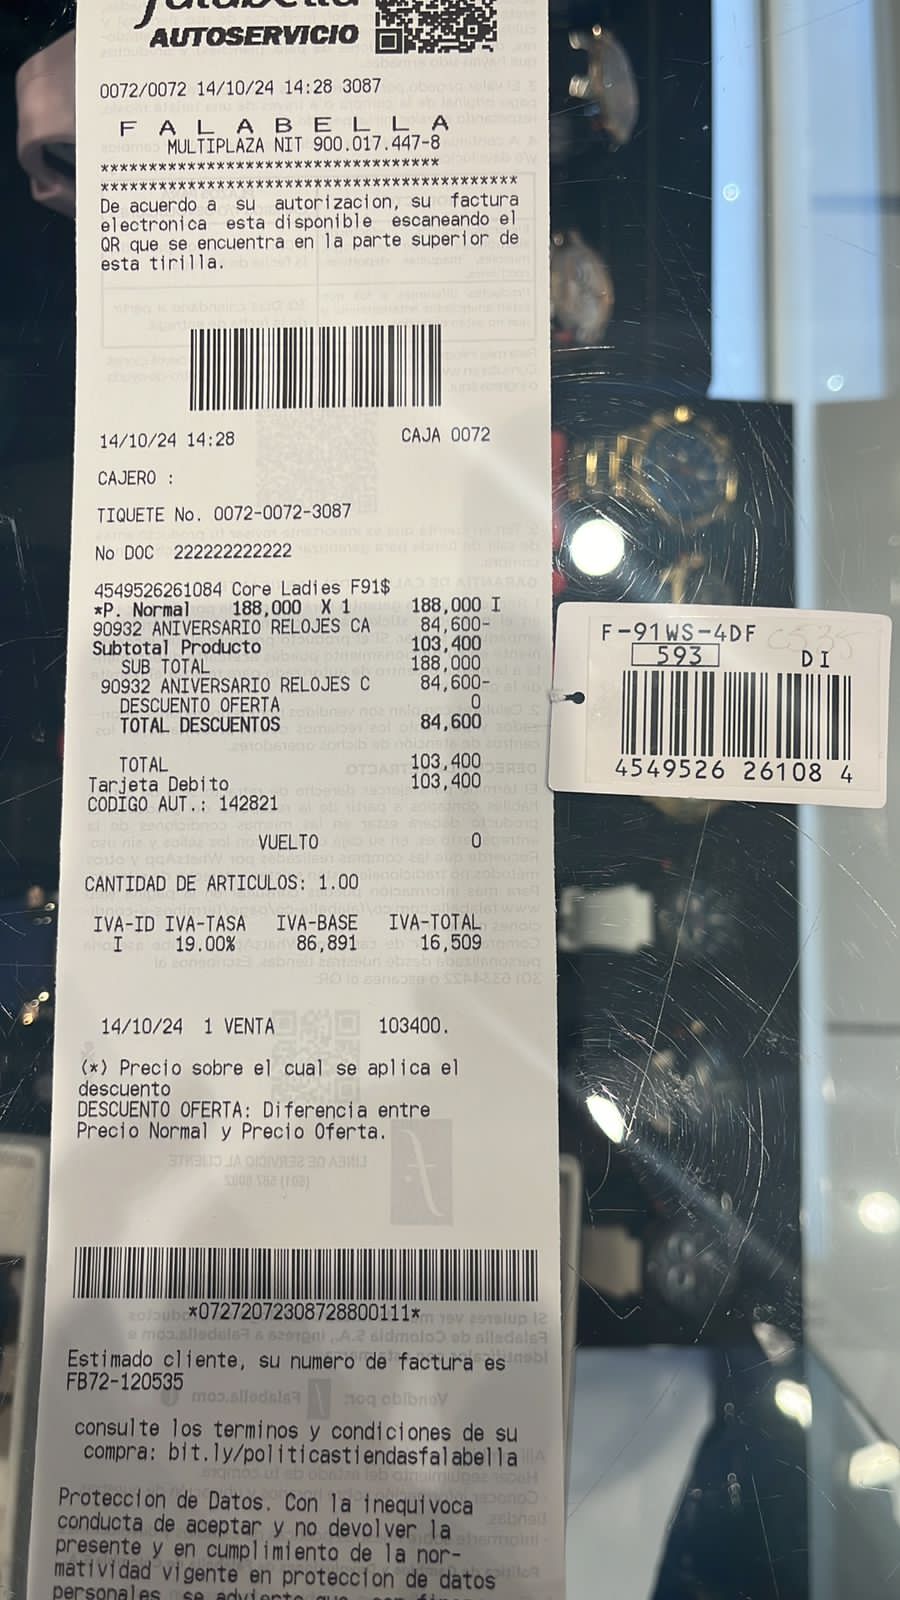 falabella
AUTOSERVICIO
0072/0072 14/10/24 14:28 3087
F A L A B E L L A
MULTIPLAZA NIT 900.017.447-8
***********************************
*******************************************
De acuerdo a su autorizacion, su factura
electronica esta disponible escaneando el
QR que se encuentra en la parte superior de
esta tirilla.
14/10/24 14:28 CAJA 0072
CAJERO :
TIQUETE No. 0072-0072-3087
No DOC 222222222222
4549526261084 Core Ladies F91$
*P. Normal 188,000 X 1 188,000 I
90932 ANIVERSARIO RELOJES CA 84,600-
Subtotal Producto 103,400
SUB TOTAL 188,000
90932 ANIVERSARIO RELOJES C 84,600-
DESCUENTO OFERTA 0
TOTAL DESCUENTOS 84,600
TOTAL 103,400
Tarjeta Debito 103,400
CODIGO AUT.: 142821
VUELTO 0
CANTIDAD DE ARTICULOS: 1.00
IVA-ID IVA-TASA IVA-BASE IVA-TOTAL
I 19.00% 86,891 16,509
14/10/24 1 VENTA 103400.
(*) Precio sobre el cual se aplica el
descuento
DESCUENTO OFERTA: Diferencia entre
Precio Normal y Precio Oferta.
*07272072308728800111*
Estimado cliente, su numero de factura es
FB72-120535
consulte los terminos y condiciones de su
compra: bit.ly/politicastiendasfalabella
Proteccion de Datos. Con la inequivoca
conducta de aceptar y no devolver la
presente y en cumplimiento de la nor-
matividad vigente en proteccion de datos
personales, se advierte que
F-91WS-4DF
593 DI
4549526 26108 4